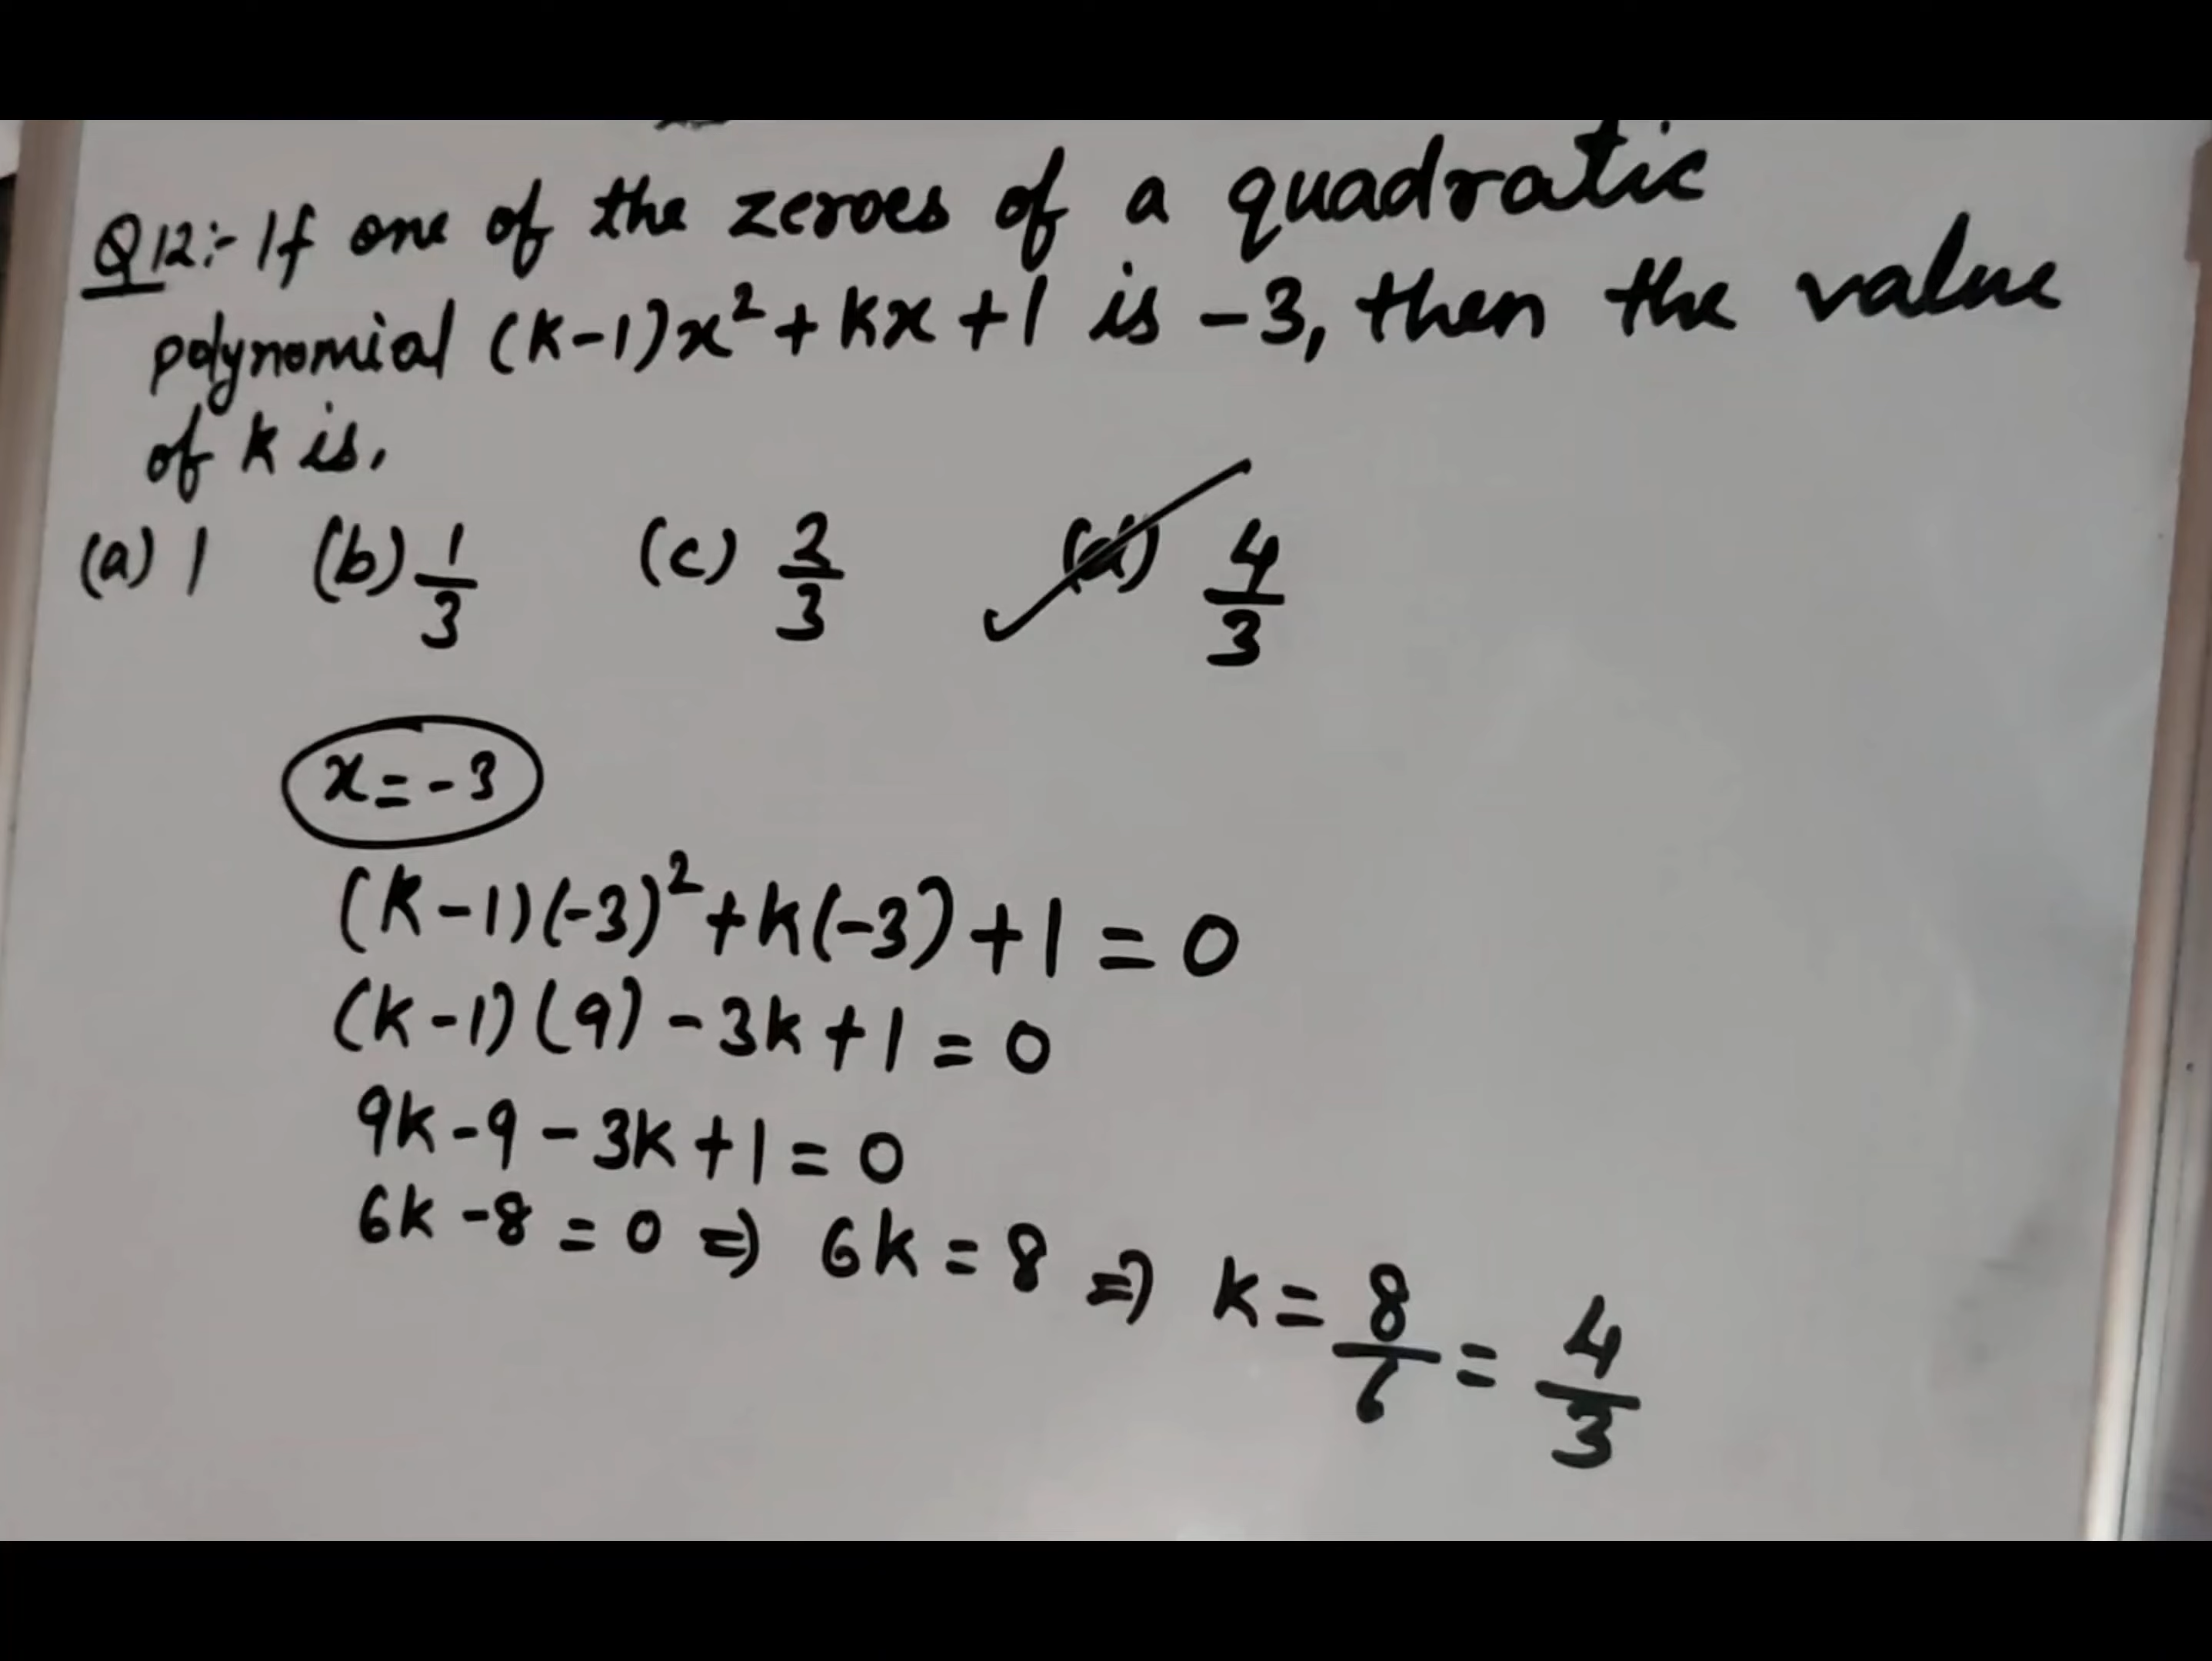 Q12:- If one of the zeroes of a quadratic
polynomial (k-1)x²+kx+1 is -3, then the value
of k is,
(a) 1 (b) 1/3 (c) 2/3 (d) 4/3
x=-3
(k-1)(-3)²+k(-3)+1=0
(k-1)(9)-3k+1=0
9k-9-3k+1=0
6k-8=0 ⇒ 6k=8 ⇒ k=8/6=4/3